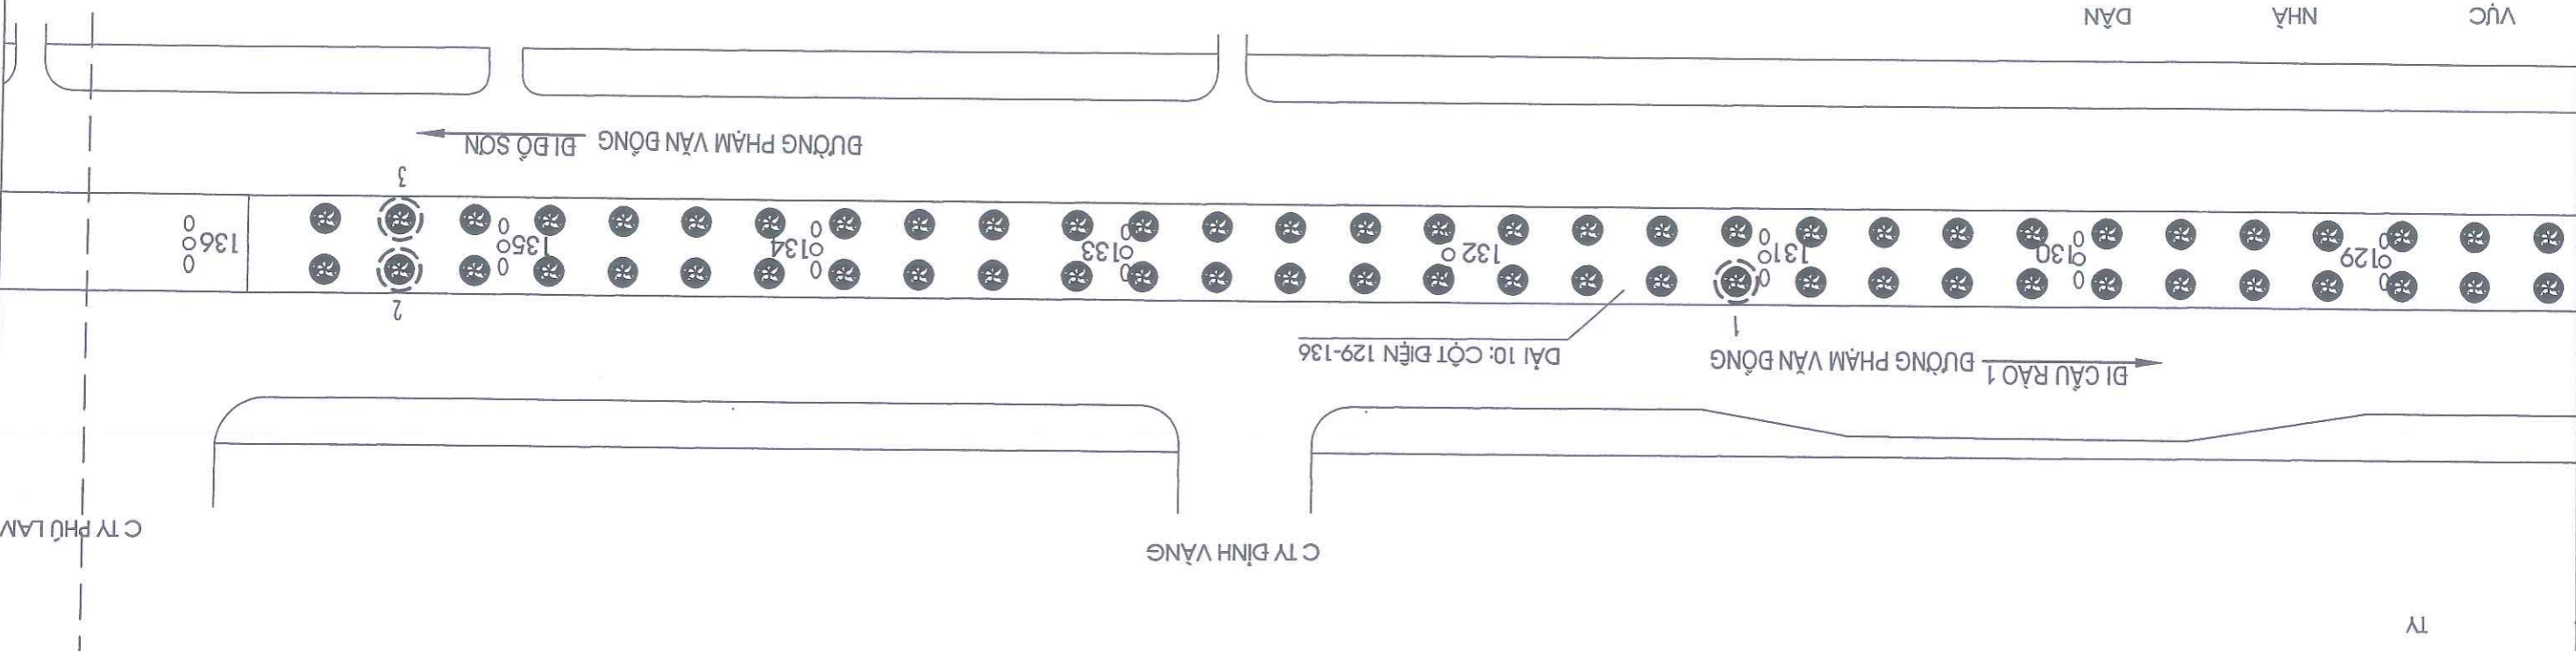 TY
C TY ĐỈNH VÀNG
C TY PHÚ LAM
ĐI CẦU RÀO 1 ĐƯỜNG PHẠM VĂN ĐỒNG
DẢI 10: CỘT ĐIỆN 129-136
1
2
129
130
131
132
133
134
135
136
3
ĐƯỜNG PHẠM VĂN ĐỒNG ĐI ĐỒ SƠN
VỰC NHÀ DÂN